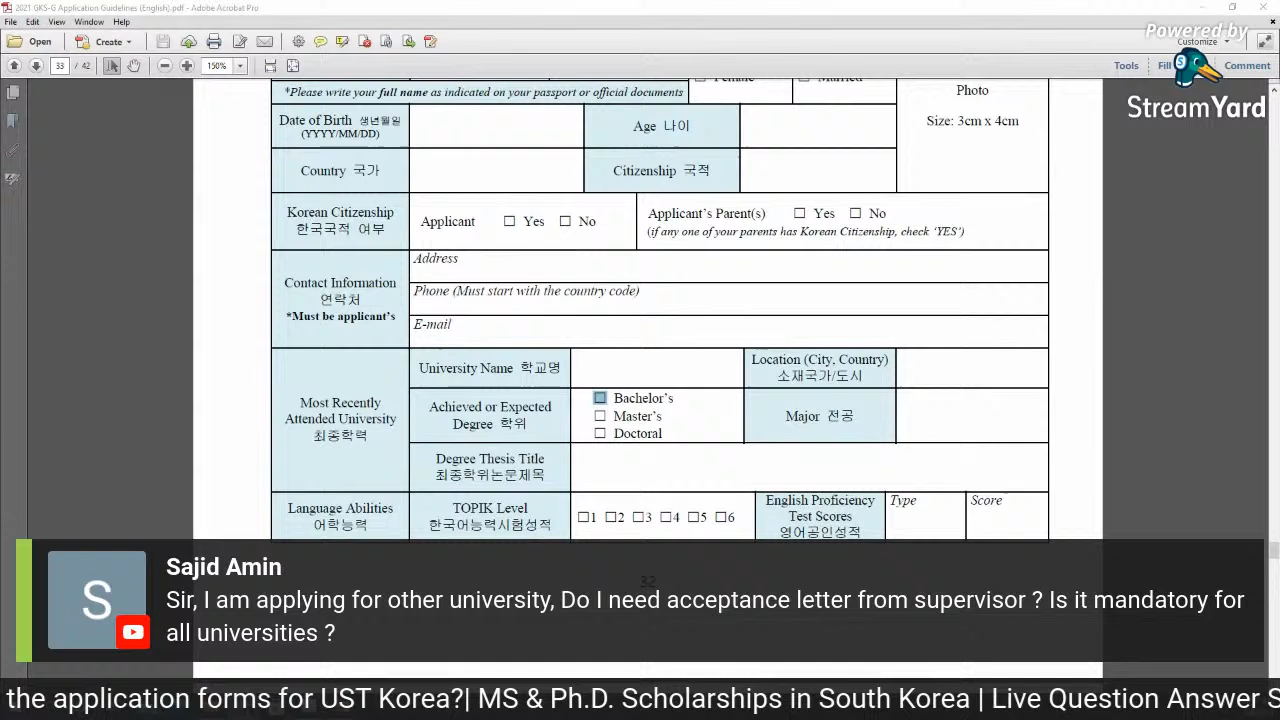 2021 GKS-G Application Guidelines (English).pdf - Adobe Acrobat Pro
File Edit View Window Help
Open Create Customize
Powered by
StreamYard
33 / 42 150% Tools Fill Comment
Female Married
*Please write your full name as indicated on your passport or official documents
Photo
Size: 3cm x 4cm
Date of Birth 생년월일
(YYYY/MM/DD)
Age 나이
Country 국가
Citizenship 국적
Korean Citizenship
한국국적 여부
Applicant ☐ Yes ☐ No
Applicant's Parent(s) ☐ Yes ☐ No
(if any one of your parents has Korean Citizenship, check 'YES')
Contact Information
연락처
*Must be applicant's
Address
Phone (Must start with the country code)
E-mail
Most Recently
Attended University
최종학력
University Name 학교명
Location (City, Country)
소재국가/도시
Achieved or Expected
Degree 학위
☐ Bachelor's
☐ Master's
☐ Doctoral
Major 전공
Degree Thesis Title
최종학위논문제목
Language Abilities
어학능력
TOPIK Level
한국어능력시험성적
☐1 ☐2 ☐3 ☐4 ☐5 ☐6
English Proficiency
Test Scores
영어공인성적
Type
Score
32
S
Sajid Amin
Sir, I am applying for other university, Do I need acceptance letter from supervisor ? Is it mandatory for
all universities ?
the application forms for UST Korea?| MS & Ph.D. Scholarships in South Korea | Live Question Answer S